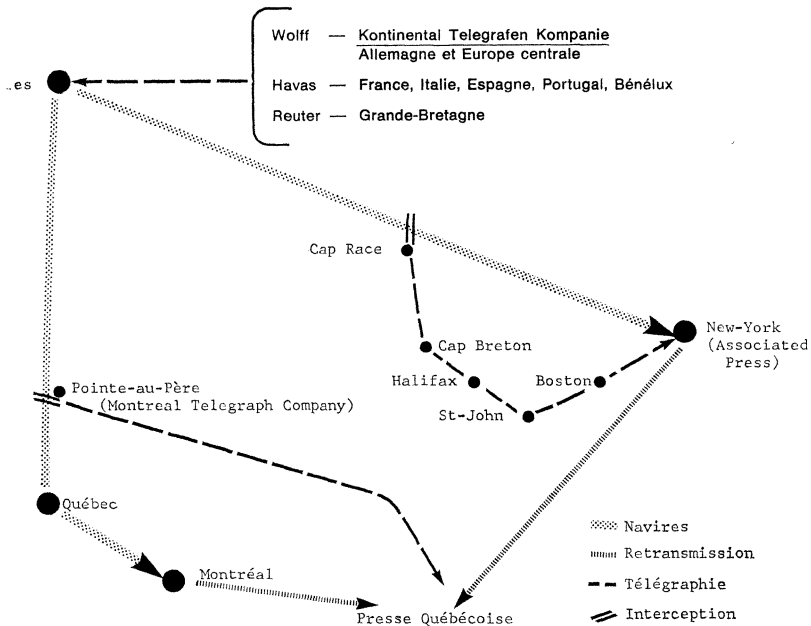 Wolff — Kontinental Telegrafen Kompanie
Allemagne et Europe centrale
Havas — France, Italie, Espagne, Portugal, Bénélux
Reuter — Grande-Bretagne
Cap Race
New-York
(Associated
Press)
Cap Breton
Halifax
Boston
St-John
Pointe-au-Père
(Montreal Telegraph Company)
Québec
Montréal
Presse Québécoise
Navires
Retransmission
Télégraphie
Interception